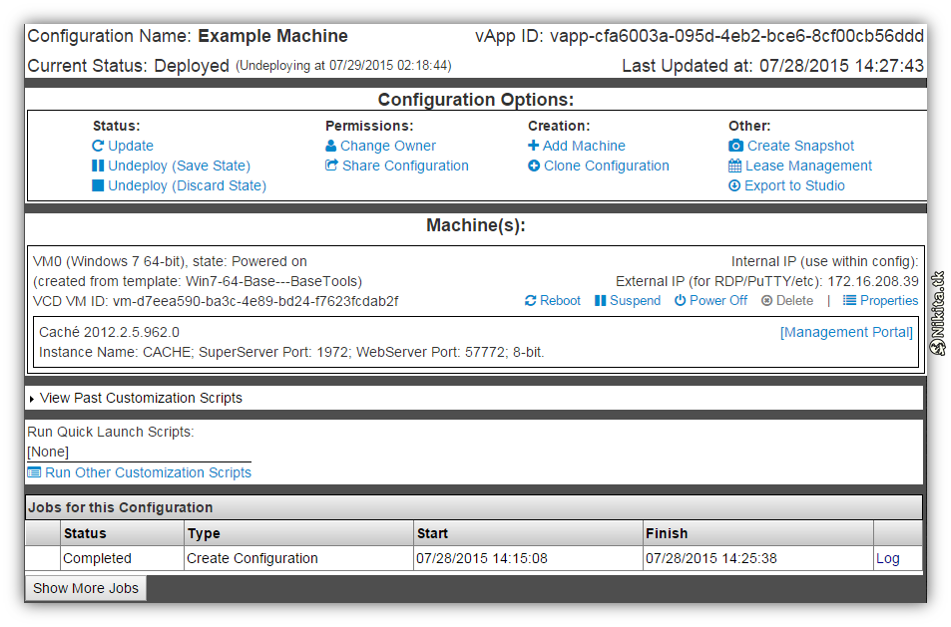 Configuration Name: Example Machine vApp ID: vapp-cfa6003a-095d-4eb2-bce6-8cf00cb56ddd
Current Status: Deployed (Undeploying at 07/29/2015 02:18:44) Last Updated at: 07/28/2015 14:27:43
Configuration Options:
Status: Permissions: Creation: Other:
Update Change Owner Add Machine Create Snapshot
Undeploy (Save State) Share Configuration Clone Configuration Lease Management
Undeploy (Discard State) Export to Studio
Machine(s):
VM0 (Windows 7 64-bit), state: Powered on Internal IP (use within config):
(created from template: Win7-64-Base---BaseTools) External IP (for RDP/PuTTY/etc): 172.16.208.39
VCD VM ID: vm-d7eea590-ba3c-4e89-bd24-f7623fcdab2f Reboot Suspend Power Off Delete | Properties
Caché 2012.2.5.962.0 [Management Portal]
Instance Name: CACHE; SuperServer Port: 1972; WebServer Port: 57772; 8-bit.
View Past Customization Scripts
Run Quick Launch Scripts:
[None]
Run Other Customization Scripts
Jobs for this Configuration
Status Type Start Finish
Completed Create Configuration 07/28/2015 14:15:08 07/28/2015 14:25:38 Log
Show More Jobs
Nikita.tk